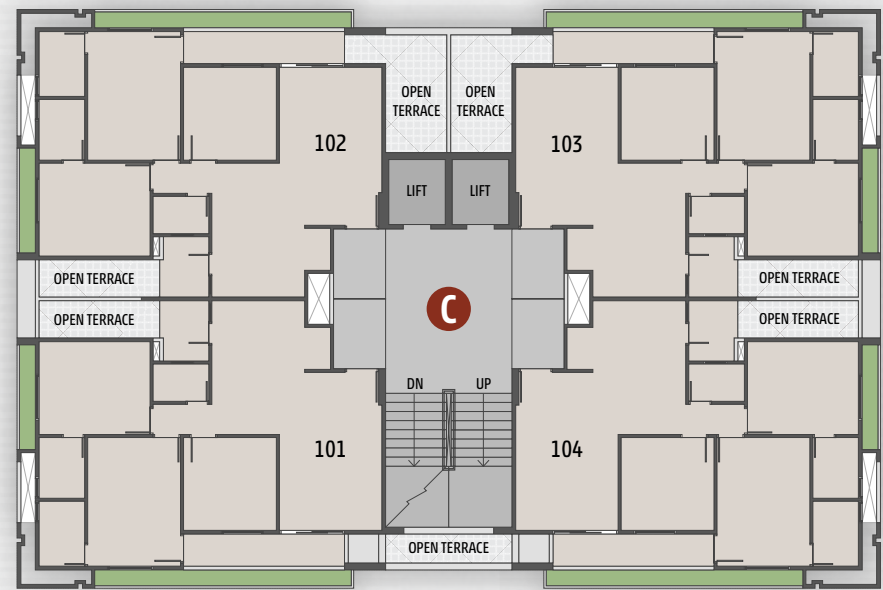 OPEN
TERRACE
OPEN
TERRACE
102
103
LIFT
LIFT
OPEN TERRACE
OPEN TERRACE
OPEN TERRACE
OPEN TERRACE
C
DN
UP
101
104
OPEN TERRACE